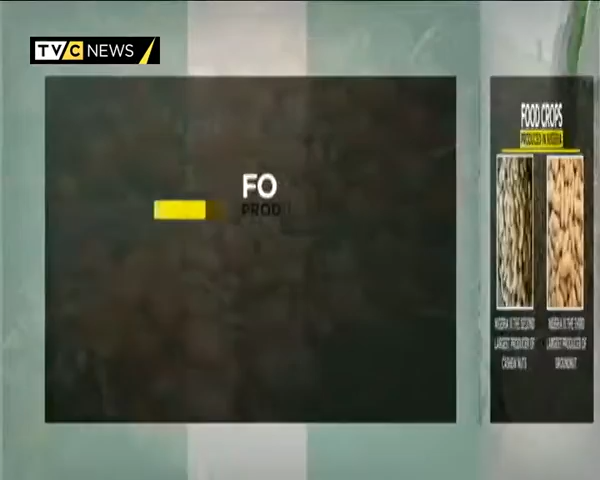 TVC NEWS
FO
PROD
FOOD CROPS
PRODUCED IN NIGERIA
NIGERIA IS THE SECOND
LARGEST PRODUCER OF
CASHEW NUTS
NIGERIA IS THE THIRD
LARGEST PRODUCER OF
GROUNDNUT